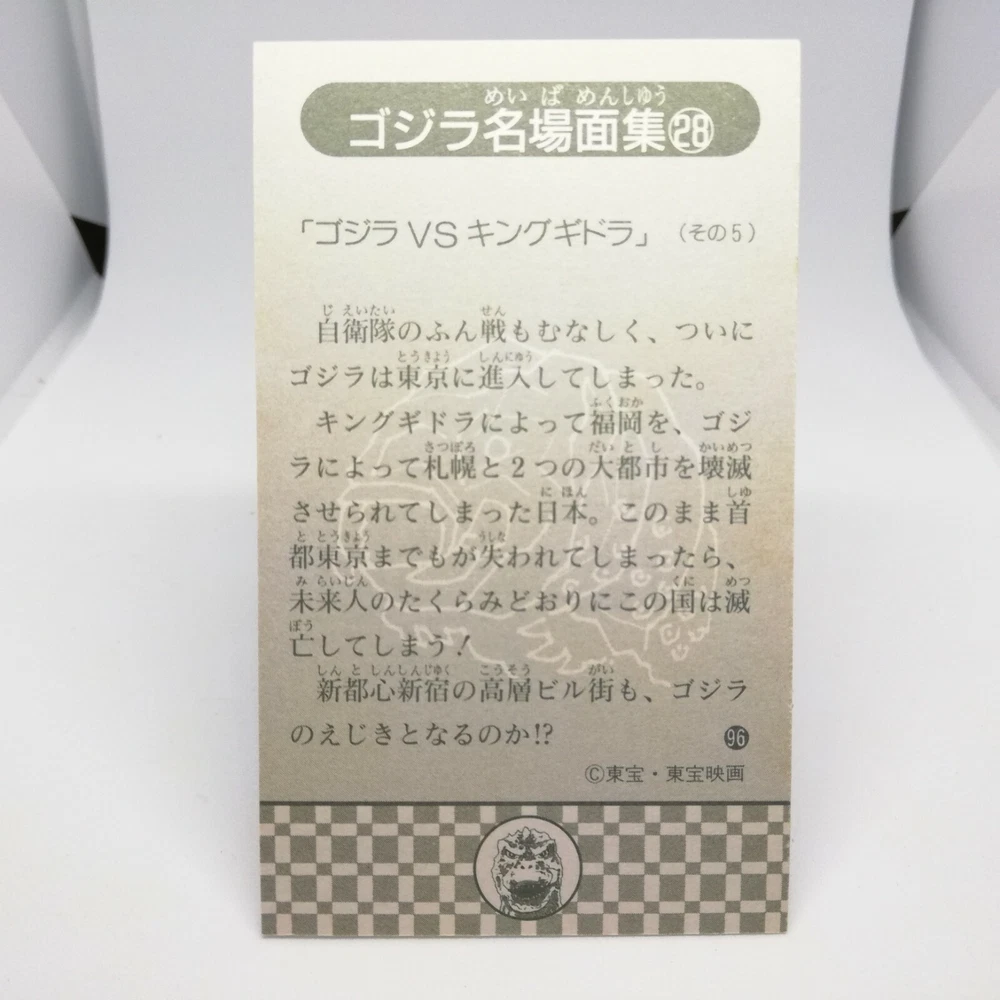 めいばめんしゅう
ゴジラ名場面集㉘
「ゴジラVSキングギドラ」（その5）
じえいたい せん
自衛隊のふん戦もむなしく、ついに
とうきょう しんにゅう
ゴジラは東京に進入してしまった。
ふくおか
キングギドラによって福岡を、ゴジ
さっぽろ だいとし かいめつ
ラによって札幌と2つの大都市を壊滅
にほん しゅ
させられてしまった日本。このまま首
ととうきょう うしな
都東京までもが失われてしまったら、
みらいじん くに めつ
未来人のたくらみどおりにこの国は滅
ぼう
亡してしまう！
しんとしんしんじゅく こうそう がい
新都心新宿の高層ビル街も、ゴジラ
のえじきとなるのか!?
96
©東宝・東宝映画